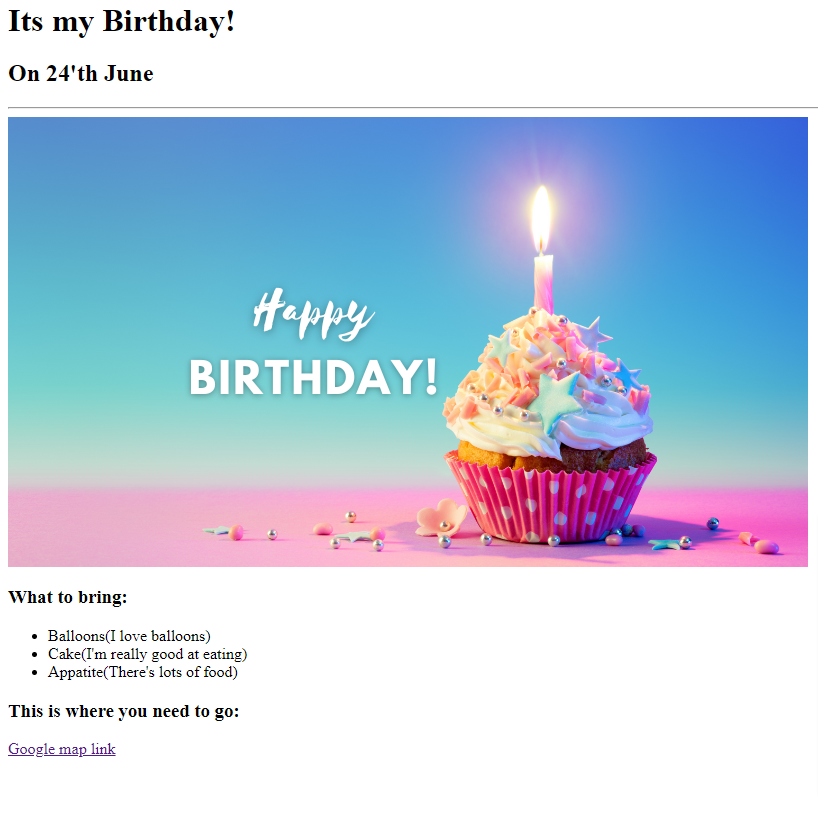 Its my Birthday!
On 24'th June
Happy
BIRTHDAY!
What to bring:
Balloons(I love balloons)
Cake(I'm really good at eating)
Appatite(There's lots of food)
This is where you need to go:
Google map link